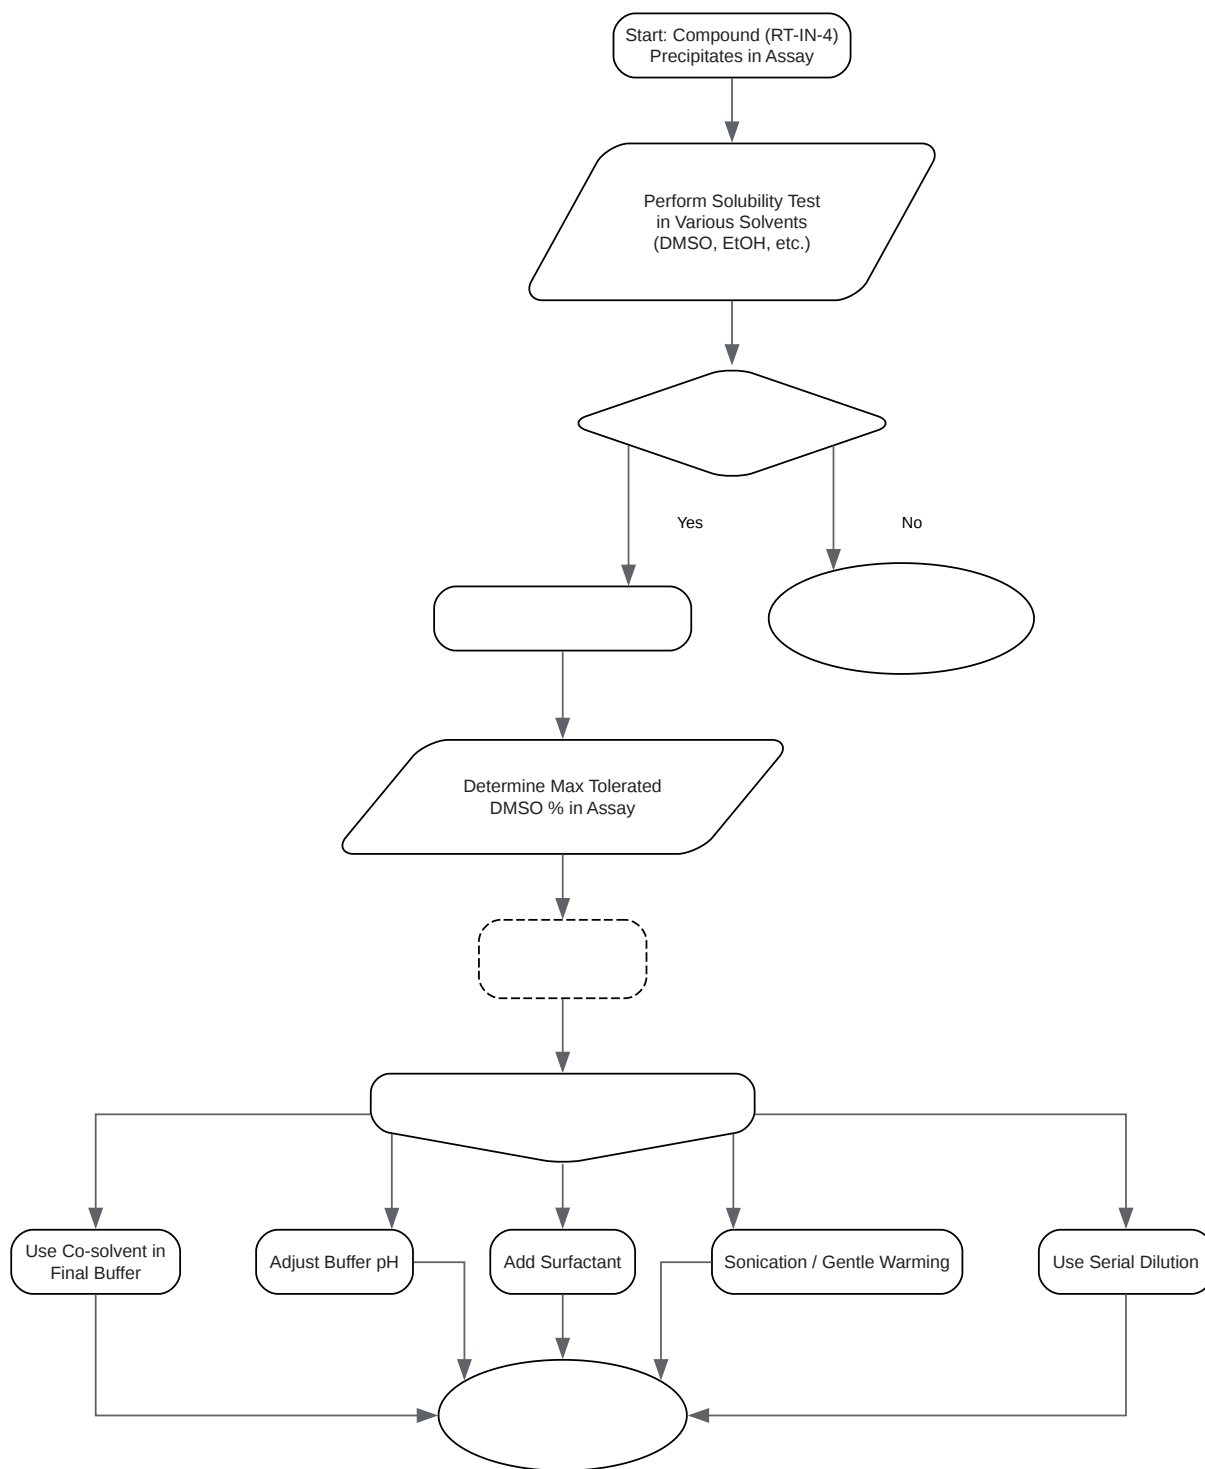 Start: Compound (RT-IN-4)
Precipitates in Assay
Perform Solubility Test
in Various Solvents
(DMSO, EtOH, etc.)
Yes
No
Determine Max Tolerated
DMSO % in Assay
Use Co-solvent in
Final Buffer
Adjust Buffer pH
Add Surfactant
Sonication / Gentle Warming
Use Serial Dilution